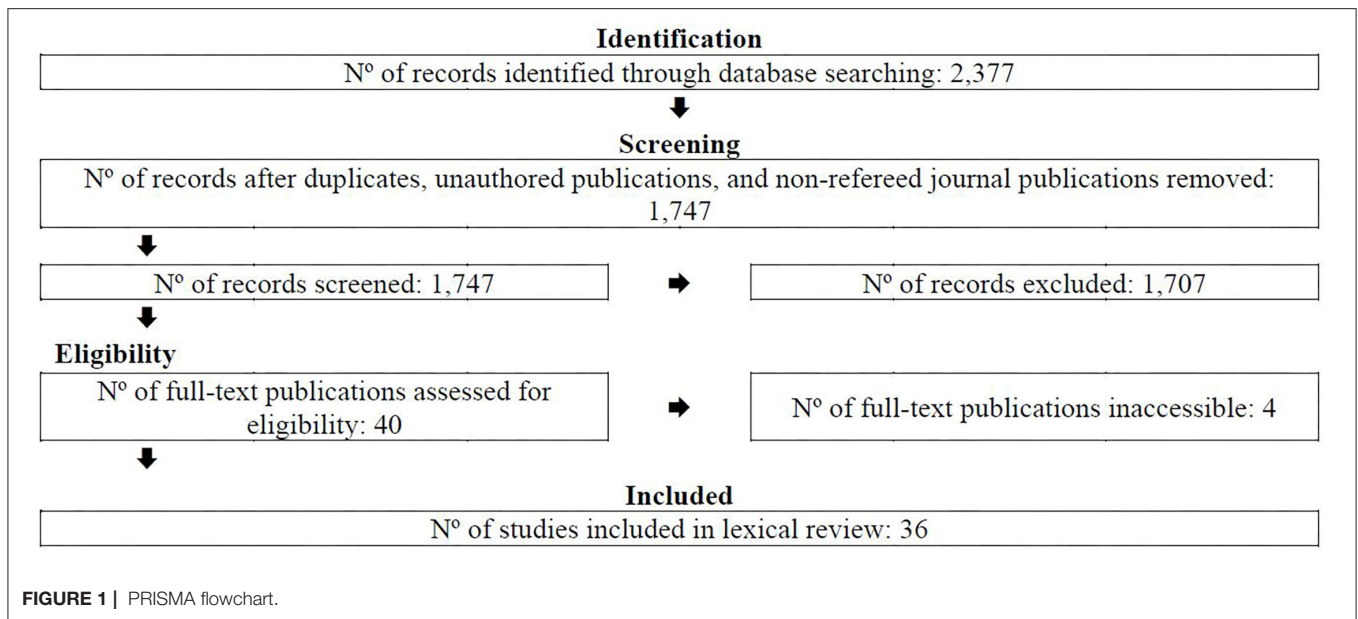 Identification
Nº of records identified through database searching: 2,377
Screening
Nº of records after duplicates, unauthored publications, and non-refereed journal publications removed:
1,747
Nº of records screened: 1,747
Nº of records excluded: 1,707
Eligibility
Nº of full-text publications assessed for
eligibility: 40
Nº of full-text publications inaccessible: 4
Included
Nº of studies included in lexical review: 36
FIGURE 1 | PRISMA flowchart.